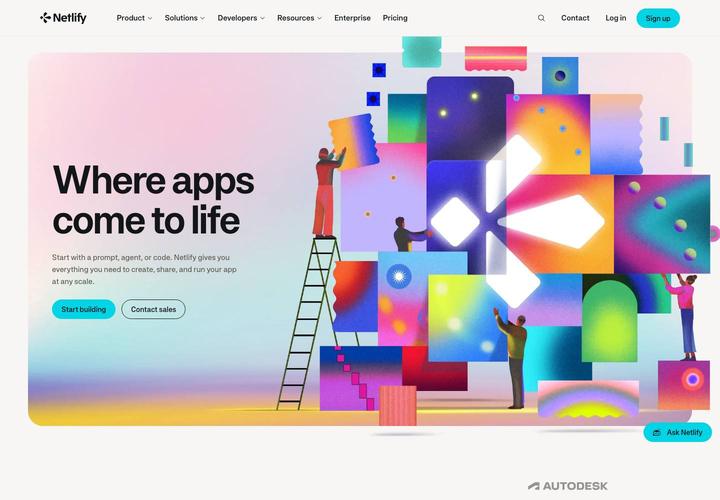 Netlify
Product Solutions Developers Resources Enterprise Pricing
Contact Log in Sign up
Where apps
come to life
Start with a prompt, agent, or code. Netlify gives you
everything you need to create, share, and run your app
at any scale.
Start building Contact sales
Ask Netlify
AUTODESK